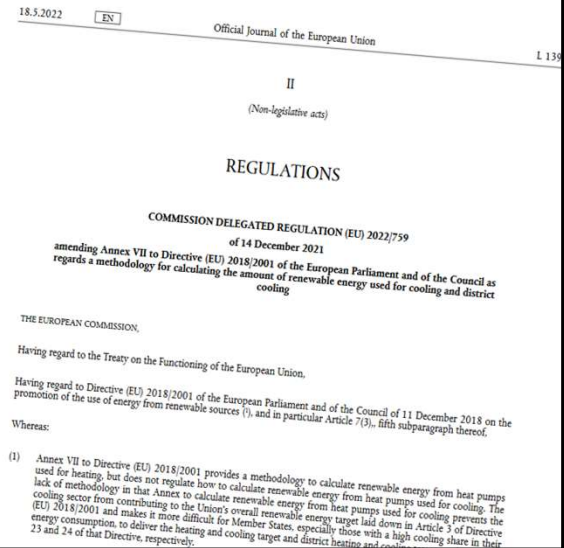 18.5.2022 EN Official Journal of the European Union L 139
II
(Non-legislative acts)
REGULATIONS
COMMISSION DELEGATED REGULATION (EU) 2022/759
of 14 December 2021
amending Annex VII to Directive (EU) 2018/2001 of the European Parliament and of the Council as
regards a methodology for calculating the amount of renewable energy used for cooling and district
cooling
THE EUROPEAN COMMISSION,
Having regard to the Treaty on the Functioning of the European Union,
Having regard to Directive (EU) 2018/2001 of the European Parliament and of the Council of 11 December 2018 on the
promotion of the use of energy from renewable sources (¹), and in particular Article 7(3),, fifth subparagraph thereof,
Whereas:
(1) Annex VII to Directive (EU) 2018/2001 provides a methodology to calculate renewable energy from heat pumps
used for heating, but does not regulate how to calculate renewable energy from heat pumps used for cooling. The
lack of methodology in that Annex to calculate renewable energy from heat pumps used for cooling prevents the
cooling sector from contributing to the Union's overall renewable energy target laid down in Article 3 of Directive
(EU) 2018/2001 and makes it more difficult for Member States, especially those with a high cooling share in their
energy consumption, to deliver the heating and cooling target and district heating and cooling
23 and 24 of that Directive, respectively.